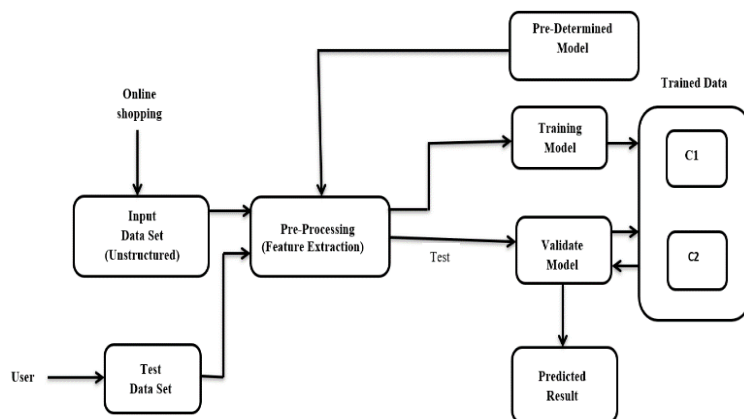 Pre-Determined
Model
Trained Data
Online
shopping
Training
Model
C1
Input
Data Set
(Unstructured)
Pre-Processing
(Feature Extraction)
Test
Validate
Model
C2
User
Test
Data Set
Predicted
Result